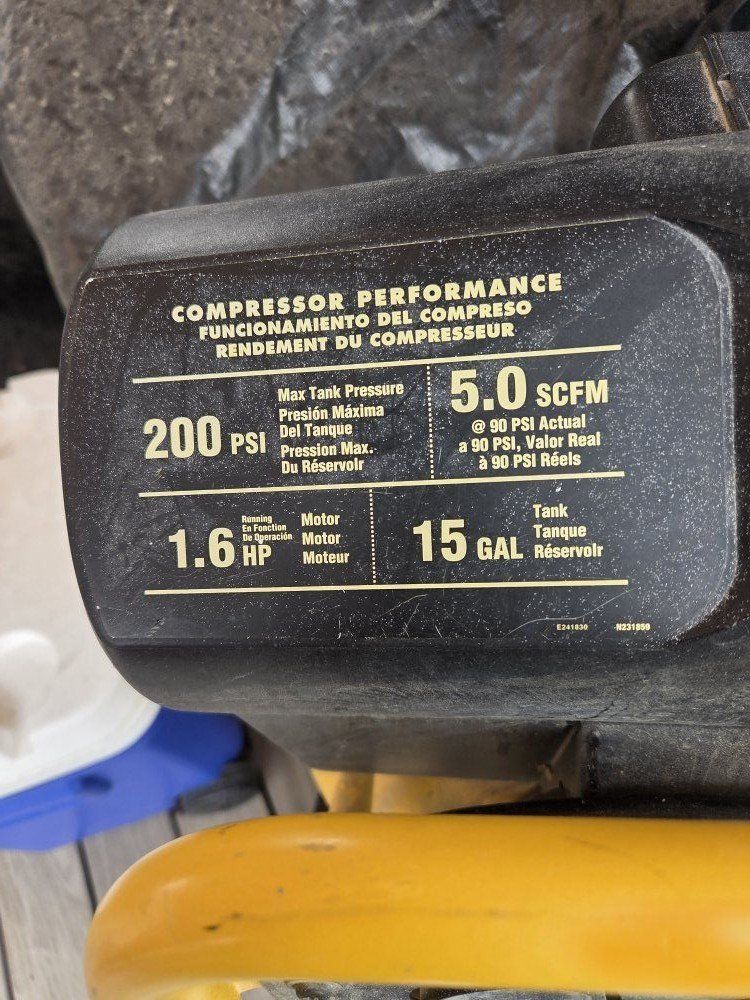 COMPRESSOR PERFORMANCE
FUNCIONAMIENTO DEL COMPRESO
RENDEMENT DU COMPRESSEUR
200 PSI
Max Tank Pressure
Presión Máxima
Del Tanque
Pression Max.
Du Réservoir
5.0 SCFM
@ 90 PSI Actual
a 90 PSI, Valor Real
à 90 PSI Réels
1.6 HP
Running
En Fonction
De Operación
Motor
Motor
Moteur
15 GAL
Tank
Tanque
Réservoir
E241830 N231859